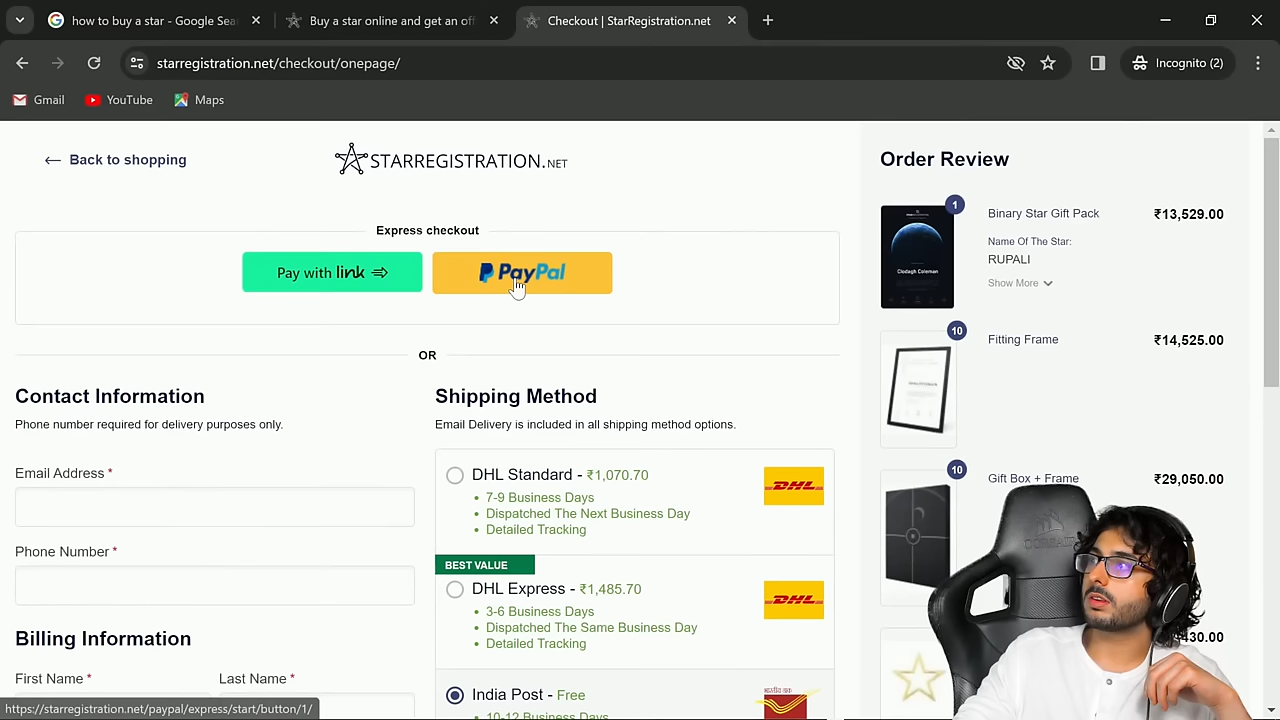 how to buy a star - Google Sea
Buy a star online and get an off
Checkout | StarRegistration.net
starregistration.net/checkout/onepage/
Incognito (2)
Gmail
YouTube
Maps
Back to shopping
STARREGISTRATION.NET
Express checkout
Pay with link
PayPal
OR
Contact Information
Phone number required for delivery purposes only.
Email Address *
Phone Number *
Billing Information
First Name *
Last Name *
Shipping Method
Email Delivery is included in all shipping method options.
DHL Standard - ₹1,070.70
DHL
• 7-9 Business Days
• Dispatched The Next Business Day
• Detailed Tracking
BEST VALUE
DHL Express - ₹1,485.70
DHL
• 3-6 Business Days
• Dispatched The Same Business Day
• Detailed Tracking
India Post - Free
• 10-12 Business Days
Order Review
1
Clodagh Coleman
Binary Star Gift Pack
₹13,529.00
Name Of The Star:
RUPALI
Show More
10
Fitting Frame
₹14,525.00
10
Gift Box + Frame
₹29,050.00
430.00
https://starregistration.net/paypal/express/start/button/1/